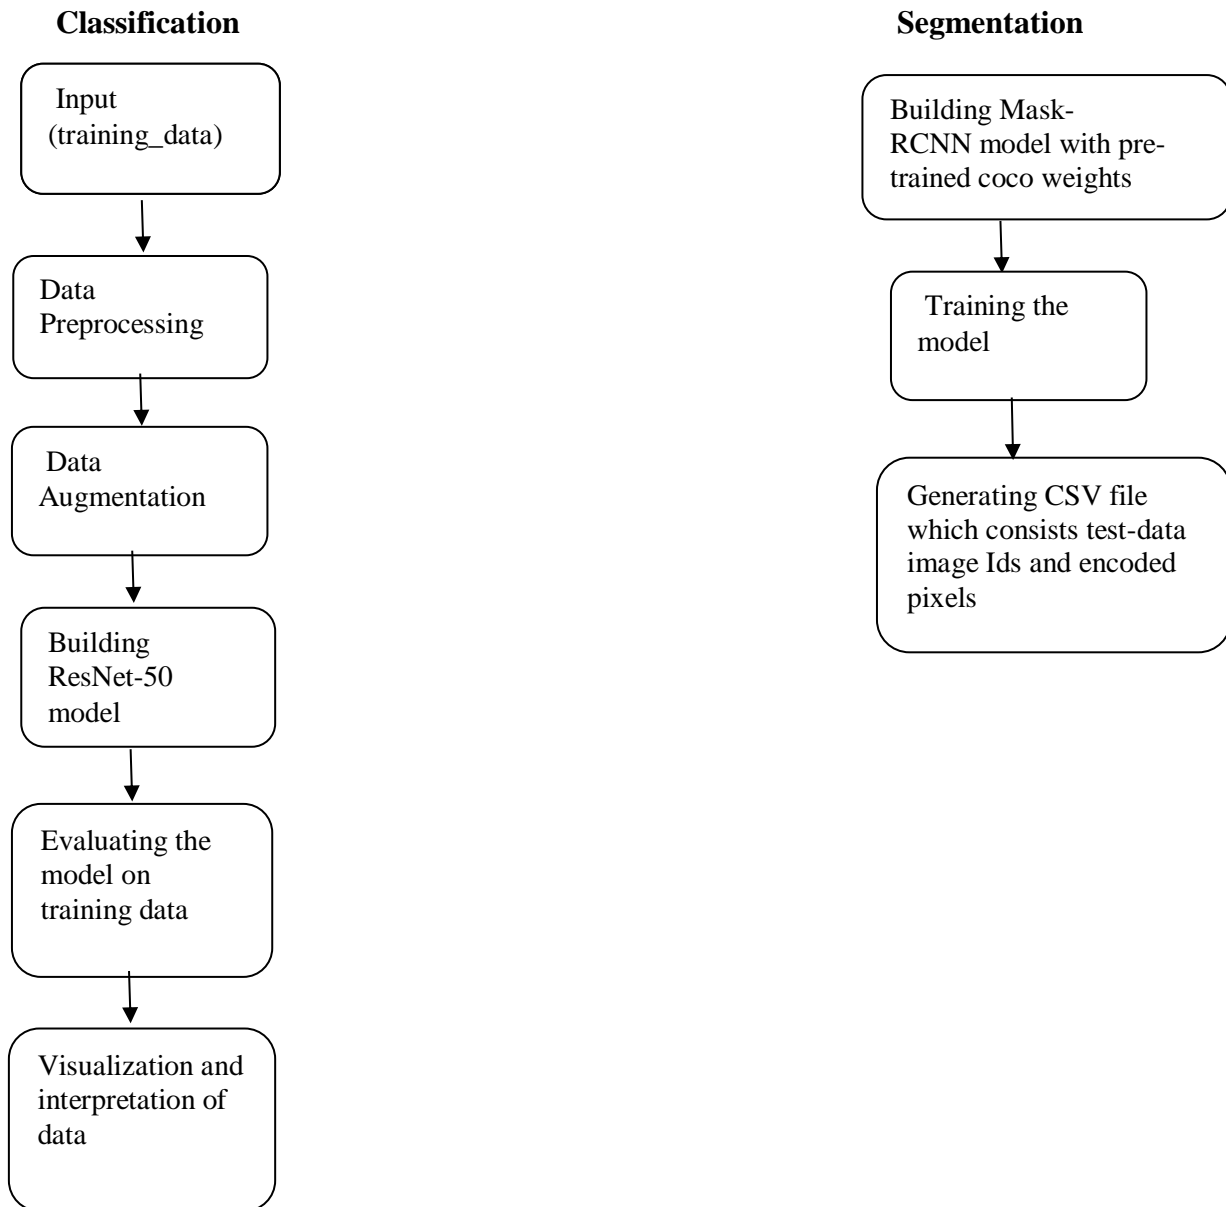 Classification
Input
(training_data)
Data
Preprocessing
Data
Augmentation
Building
ResNet-50
model
Evaluating the
model on
training data
Visualization and
interpretation of
data
Segmentation
Building Mask-
RCNN model with pre-
trained coco weights
Training the
model
Generating CSV file
which consists test-data
image Ids and encoded
pixels